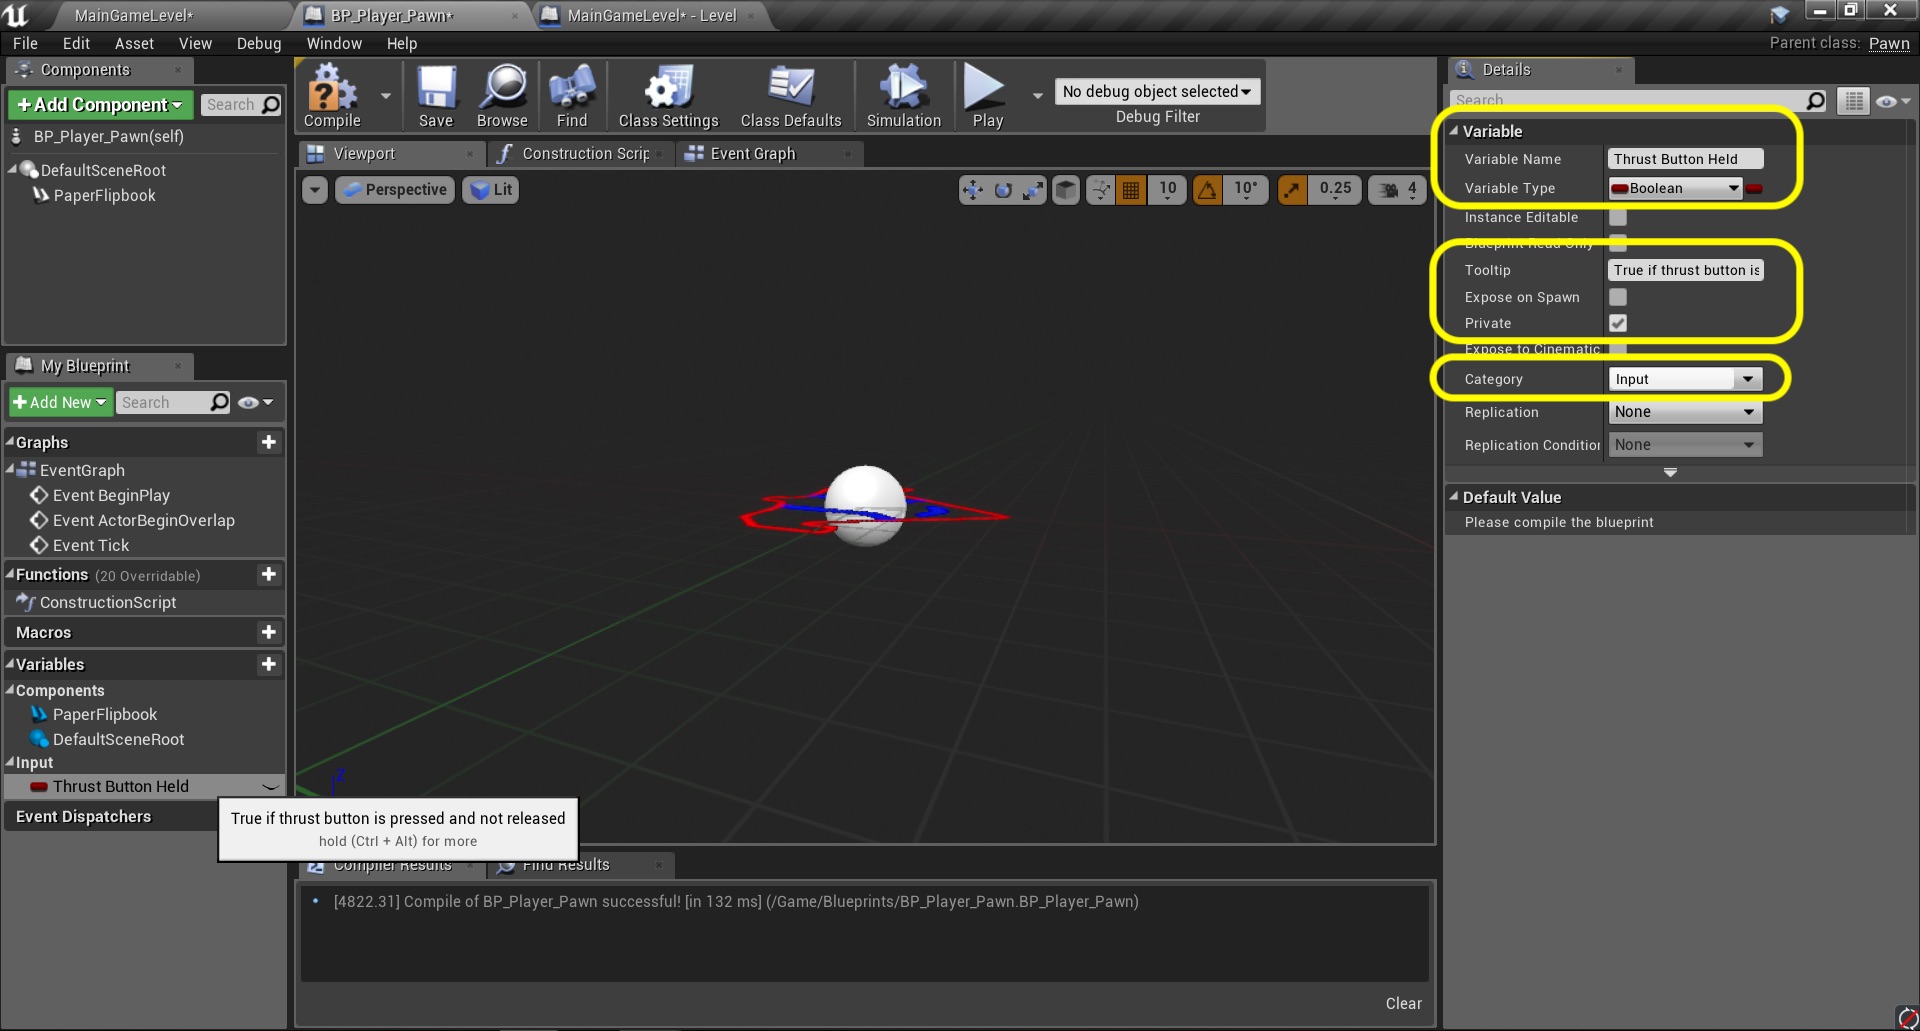 MainGameLevel*
BP_Player_Pawn*
MainGameLevel* - Level
File Edit Asset View Debug Window Help
Parent class: Pawn
Components
+Add Component
Search
BP_Player_Pawn(self)
DefaultSceneRoot
PaperFlipbook
Compile
Save
Browse
Find
Class Settings
Class Defaults
Simulation
Play
No debug object selected
Debug Filter
Viewport
Construction Scrip
Event Graph
Perspective
Lit
10
10°
0.25
4
My Blueprint
+Add New
Search
Graphs
EventGraph
Event BeginPlay
Event ActorBeginOverlap
Event Tick
Functions (20 Overridable)
ConstructionScript
Macros
Variables
Components
PaperFlipbook
DefaultSceneRoot
Input
Thrust Button Held
Event Dispatchers
True if thrust button is pressed and not released
hold (Ctrl + Alt) for more
Z
Compiler Results
Find Results
[4822.31] Compile of BP_Player_Pawn successful! [in 132 ms] (/Game/Blueprints/BP_Player_Pawn.BP_Player_Pawn)
Clear
Details
Search
Variable
Variable Name Thrust Button Held
Variable Type Boolean
Instance Editable
Blueprint Read Only
Tooltip True if thrust button is
Expose on Spawn
Private
Expose to Cinematic
Category Input
Replication None
Replication Condition None
Default Value
Please compile the blueprint